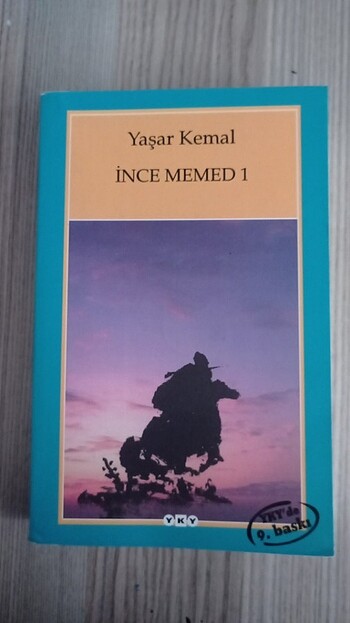 Yaşar Kemal
İNCE MEMED 1
YKY
YKY'de
9. baskı